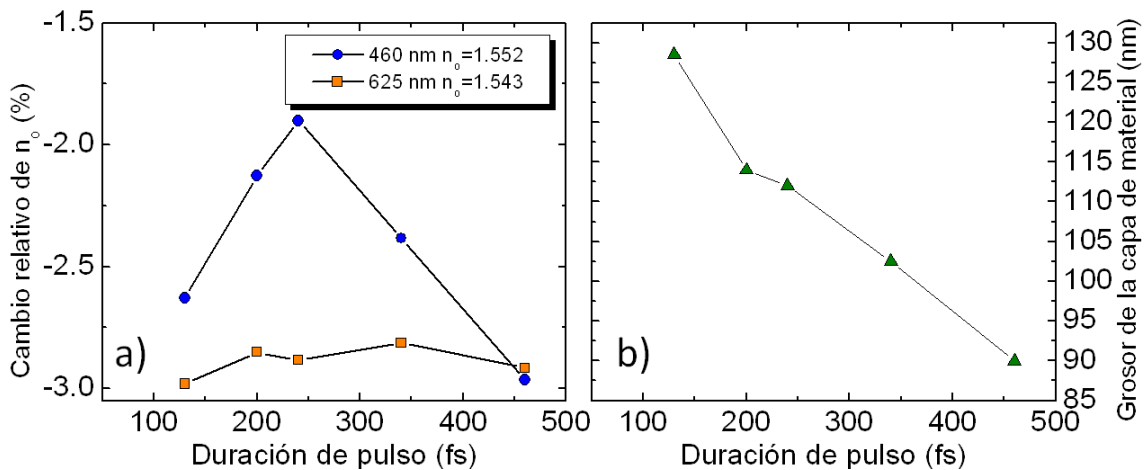 Cambio relativo de n₀ (%)
-1.5
-2.0
-2.5
-3.0
460 nm n₀=1.552
625 nm n₀=1.543
a)
100 200 300 400 500
Duración de pulso (fs)
b)
100 200 300 400 500
Duración de pulso (fs)
130
125
120
115
110
105
100
95
90
85
Grosor de la capa de material (nm)